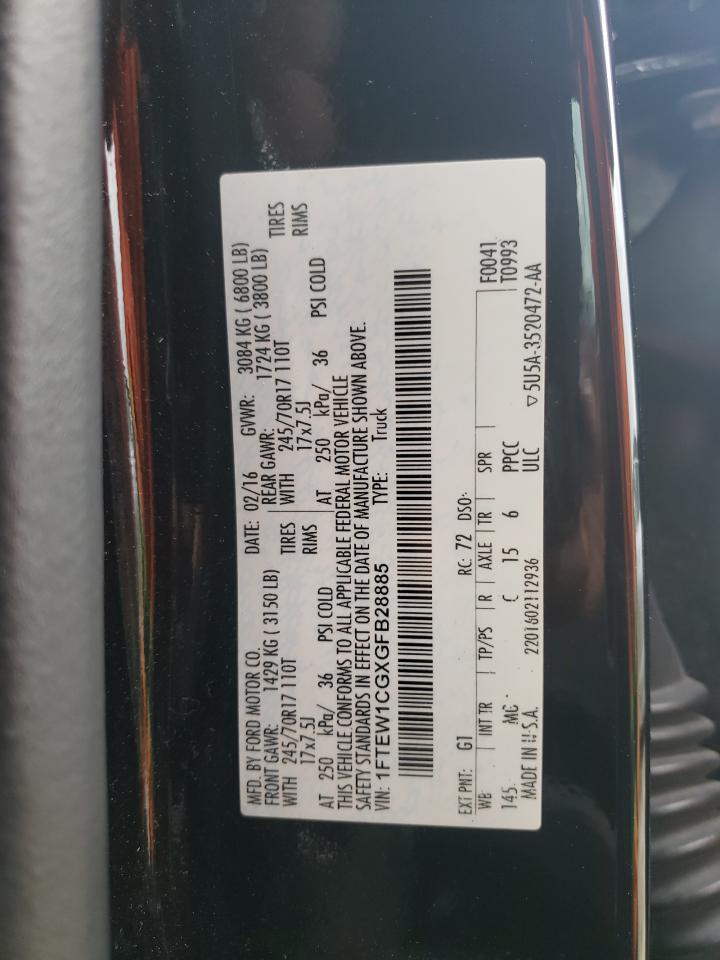 MFD. BY FORD MOTOR CO. DATE: 02/16 GVWR: 3084 KG ( 6800 LB)
FRONT GAWR: 1429 KG ( 3150 LB) REAR GAWR: 1724 KG ( 3800 LB)
WITH 245/70R17 110T TIRES WITH 245/70R17 110T TIRES
17x7.5J RIMS 17x7.5J RIMS
AT 250 kPa/ 36 PSI COLD AT 250 kPa/ 36 PSI COLD
THIS VEHICLE CONFORMS TO ALL APPLICABLE FEDERAL MOTOR VEHICLE
SAFETY STANDARDS IN EFFECT ON THE DATE OF MANUFACTURE SHOWN ABOVE.
VIN: 1FTEW1CGXGFB28885 TYPE: Truck
EXT PNT: G1 RC: 72 DSO:
WB INT TR TP/PS R AXLE TR SPR F0041
145 MC 15 6 PPCC T0993
MADE IN U.S.A. 2201602112936 ULC ▽ 5U5A-3520472-AA